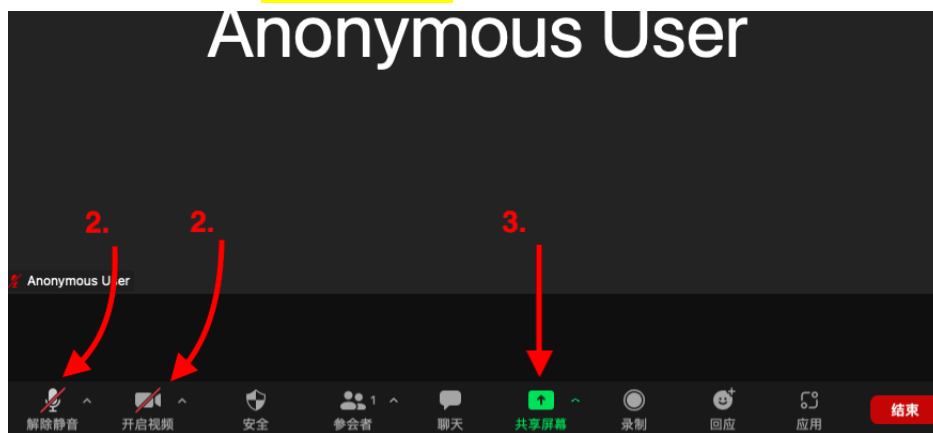 Anonymous User
2. 2. 3.
Anonymous User
1
解除静音 开启视频 安全 参会者 聊天 共享屏幕 录制 回应 应用 结束